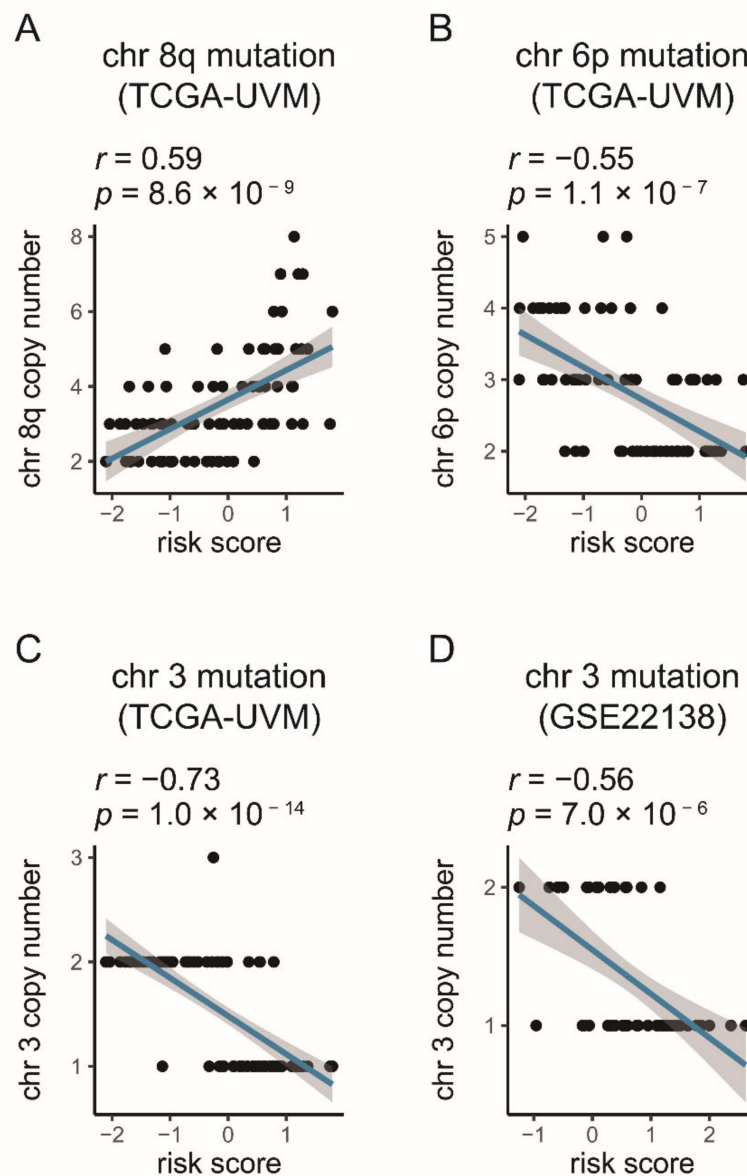 A
chr 8q mutation
(TCGA-UVM)
r = 0.59
p = 8.6 × 10⁻⁹
chr 8q copy number
8
6
4
2
−2
−1
0
1
risk score
B
chr 6p mutation
(TCGA-UVM)
r = −0.55
p = 1.1 × 10⁻⁷
chr 6p copy number
5
4
3
2
−2
−1
0
1
risk score
C
chr 3 mutation
(TCGA-UVM)
r = −0.73
p = 1.0 × 10⁻¹⁴
chr 3 copy number
3
2
1
−2
−1
0
1
risk score
D
chr 3 mutation
(GSE22138)
r = −0.56
p = 7.0 × 10⁻⁶
chr 3 copy number
2
1
−1
0
1
2
risk score